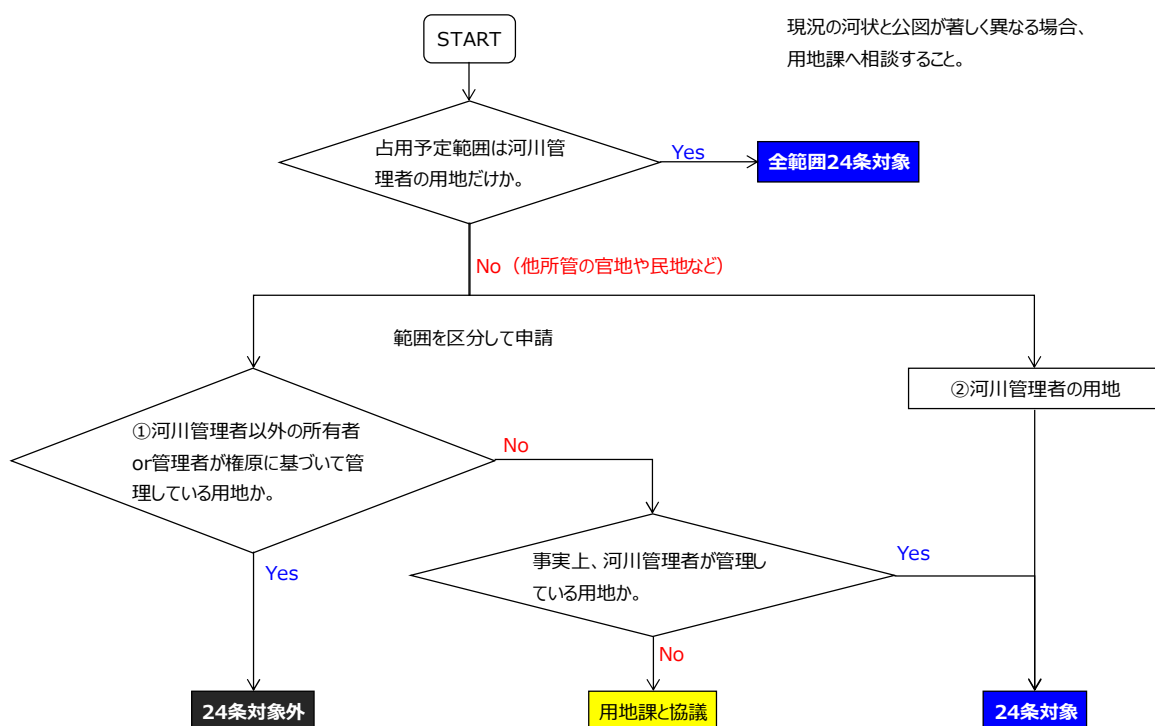 START
現況の河状と公図が著しく異なる場合、
用地課へ相談すること。
占用予定範囲は河川管
理者の用地だけか。
Yes
全範囲24条対象
No（他所管の官地や民地など）
範囲を区分して申請
②河川管理者の用地
①河川管理者以外の所有者
or管理者が権原に基づいて管
理している用地か。
No
事実上、河川管理者が管理し
ている用地か。
Yes
Yes
No
24条対象外
用地課と協議
24条対象